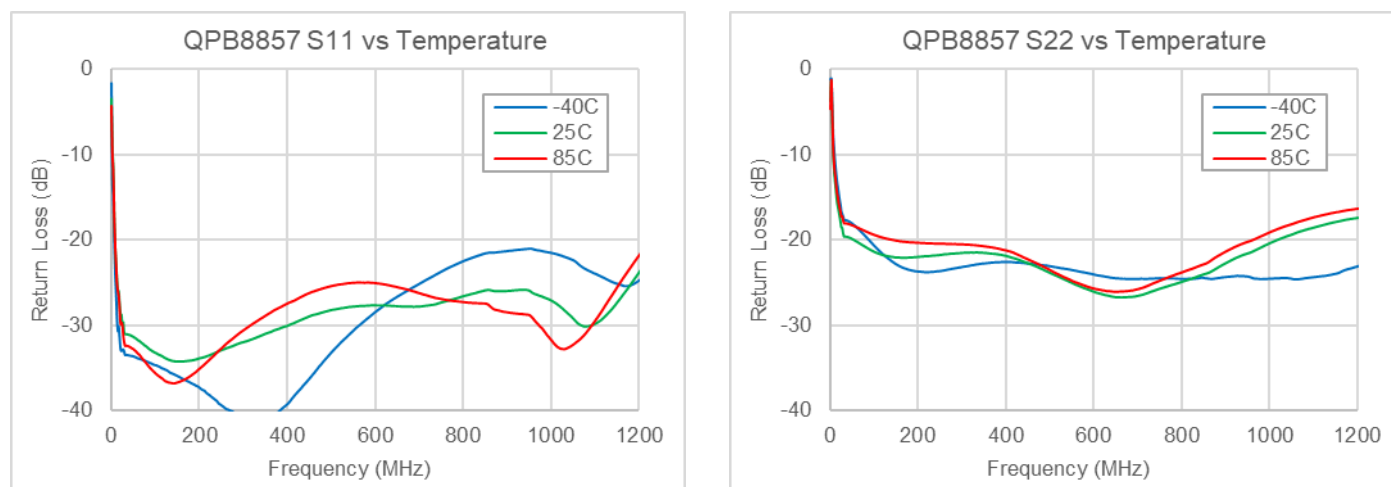 QPB8857 S11 vs Temperature
0
-10
-20
-30
-40
Return Loss (dB)
-40C
25C
85C
0 200 400 600 800 1000 1200
Frequency (MHz)
QPB8857 S22 vs Temperature
0
-10
-20
-30
-40
Return Loss (dB)
-40C
25C
85C
0 200 400 600 800 1000 1200
Frequency (MHz)